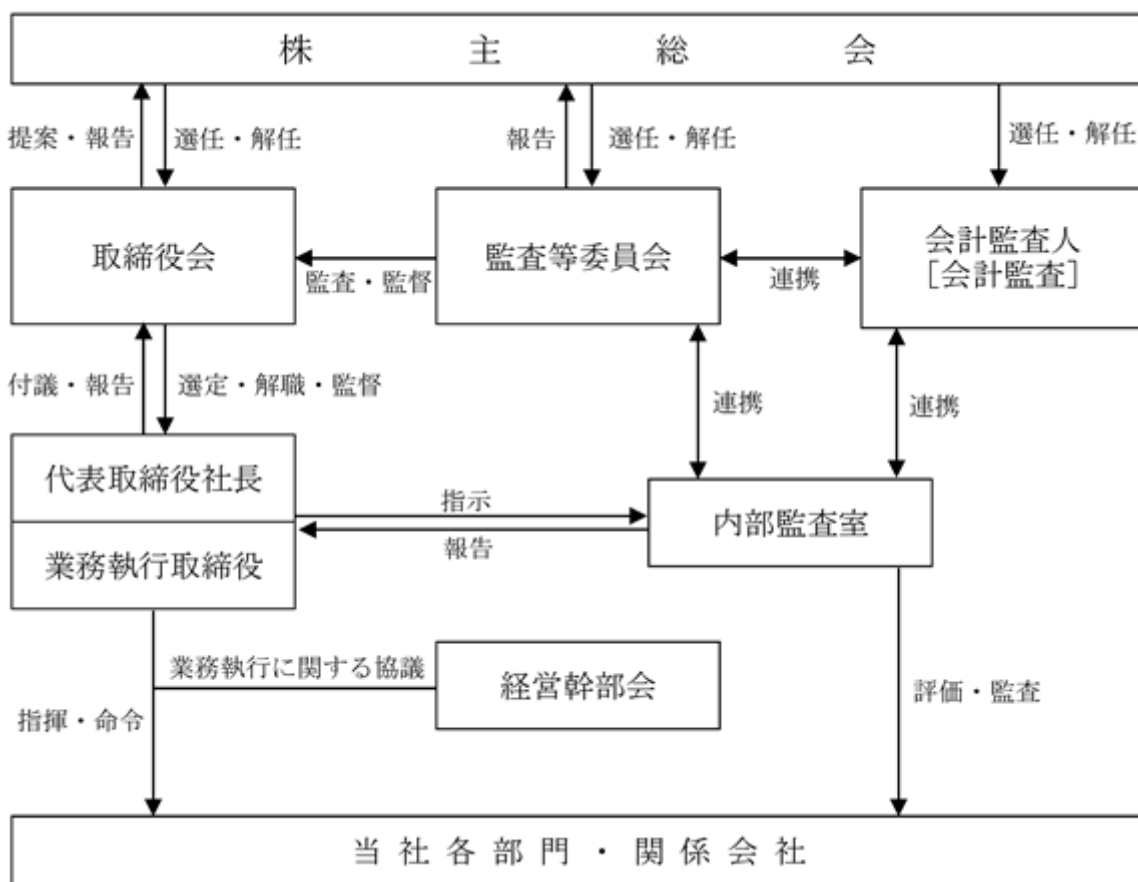 株主総会
提案・報告
選任・解任
報告
選任・解任
選任・解任
取締役会
監査・監督
監査等委員会
連携
会計監査人
[会計監査]
付議・報告
選定・解職・監督
連携
連携
代表取締役社長
業務執行取締役
指示
報告
内部監査室
業務執行に関する協議
経営幹部会
指揮・命令
評価・監査
当社各部門・関係会社